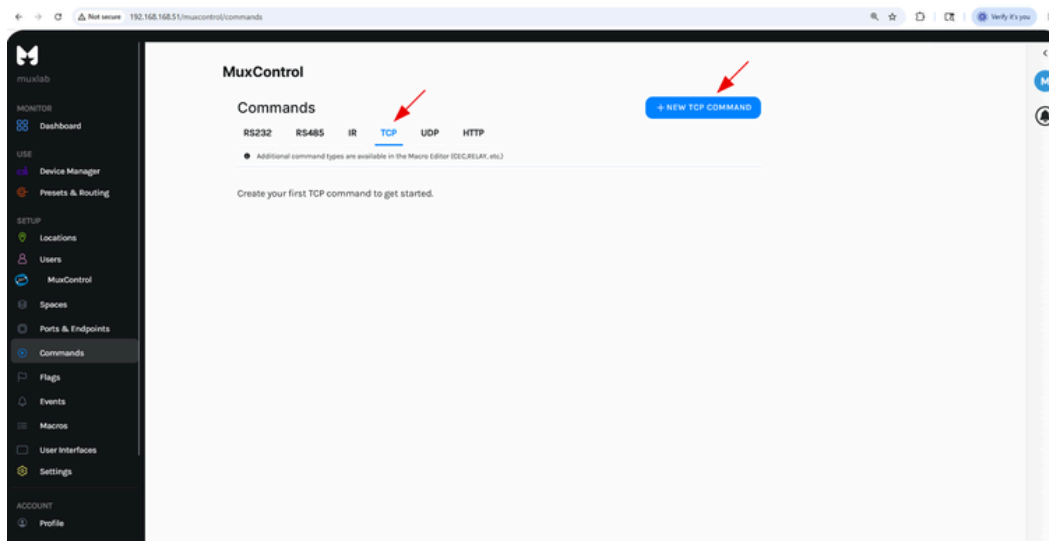 Not secure 192.168.168.51/muxcontrol/commands
Verify it's you
muxlab
MONITOR
Dashboard
USE
Device Manager
Presets & Routing
SETUP
Locations
Users
MuxControl
Spaces
Ports & Endpoints
Commands
Flags
Events
Macros
User Interfaces
Settings
ACCOUNT
Profile
MuxControl
Commands
+ NEW TCP COMMAND
RS232 RS485 IR TCP UDP HTTP
Additional command types are available in the Macro Editor (CEC,RELAY, etc.)
Create your first TCP command to get started.
M